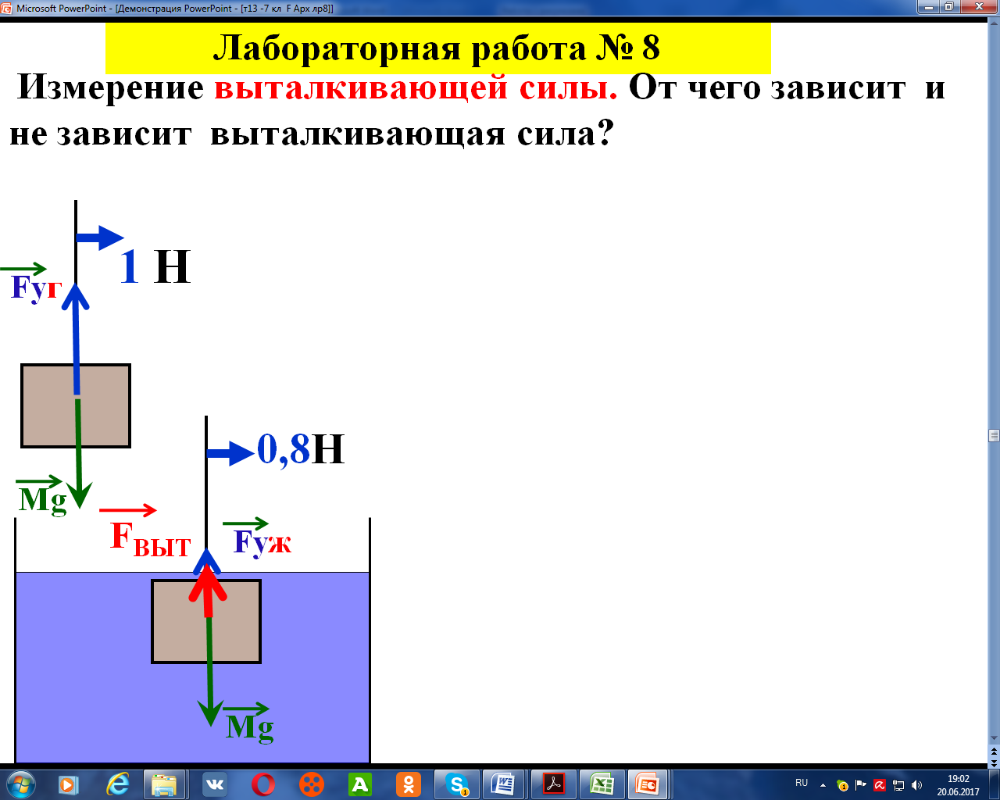 Microsoft PowerPoint - [Демонстрация PowerPoint - [т13 -7 кл  F Арх лр8]]
Лабораторная работа № 8
Измерение выталкивающей силы. От чего зависит  и
не зависит  выталкивающая сила?
1 Н
Fуг
0,8Н
Mg
FВЫТ
Fуж
Mg
RU
19:02
20.06.2017